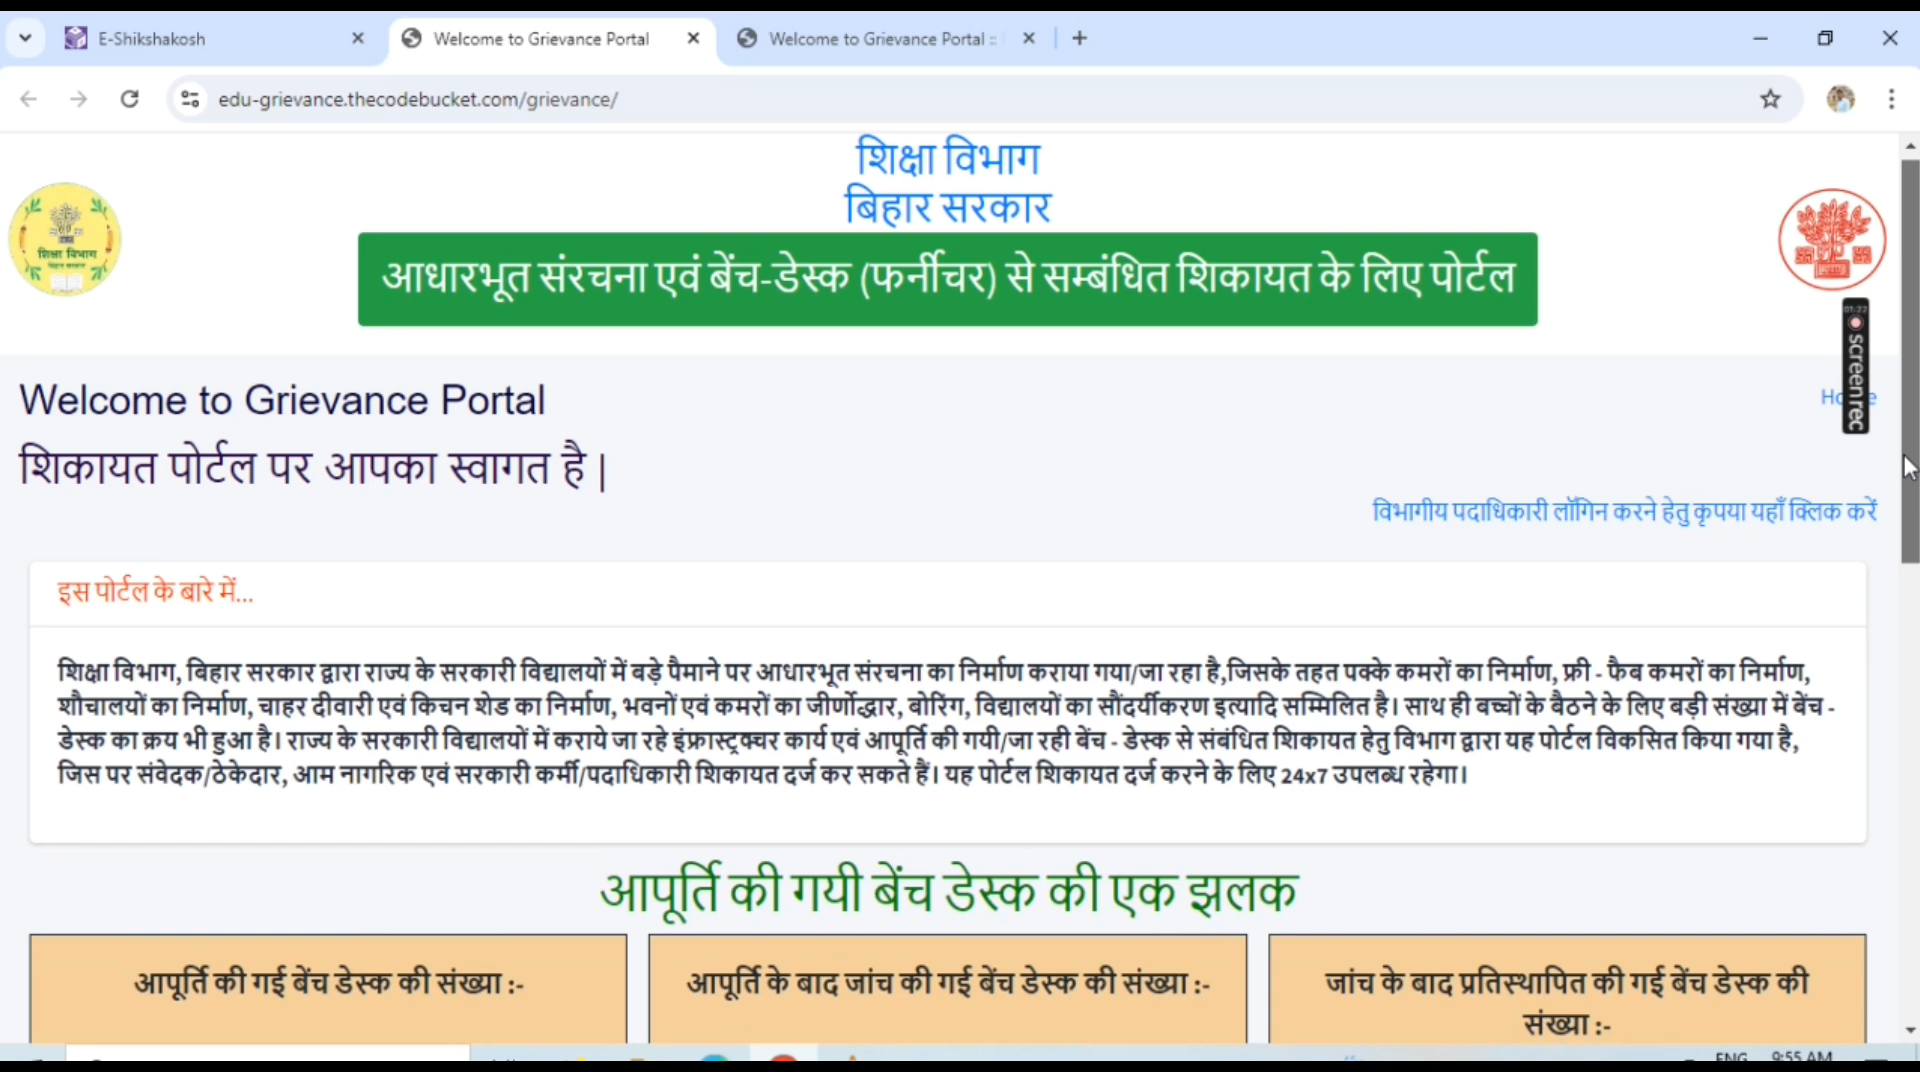 E-Shikshakosh
Welcome to Grievance Portal
Welcome to Grievance Portal ::
edu-grievance.thecodebucket.com/grievance/
शिक्षा विभाग
बिहार सरकार
शिक्षा विभाग
आधारभूत संरचना एवं बेंच-डेस्क (फर्नीचर) से सम्बंधित शिकायत के लिए पोर्टल
screenrec
Welcome to Grievance Portal
शिकायत पोर्टल पर आपका स्वागत है |
विभागीय पदाधिकारी लॉगिन करने हेतु कृपया यहाँ क्लिक करें
इस पोर्टल के बारे में...
शिक्षा विभाग, बिहार सरकार द्वारा राज्य के सरकारी विद्यालयों में बड़े पैमाने पर आधारभूत संरचना का निर्माण कराया गया/जा रहा है,जिसके तहत पक्के कमरों का निर्माण, फ्री - फैब कमरों का निर्माण,
शौचालयों का निर्माण, चाहर दीवारी एवं किचन शेड का निर्माण, भवनों एवं कमरों का जीर्णोद्धार, बोरिंग, विद्यालयों का सौंदर्यीकरण इत्यादि सम्मिलित है। साथ ही बच्चों के बैठने के लिए बड़ी संख्या में बेंच -
डेस्क का क्रय भी हुआ है। राज्य के सरकारी विद्यालयों में कराये जा रहे इंफ्रास्ट्रक्चर कार्य एवं आपूर्ति की गयी/जा रही बेंच - डेस्क से संबंधित शिकायत हेतु विभाग द्वारा यह पोर्टल विकसित किया गया है,
जिस पर संवेदक/ठेकेदार, आम नागरिक एवं सरकारी कर्मी/पदाधिकारी शिकायत दर्ज कर सकते हैं। यह पोर्टल शिकायत दर्ज करने के लिए 24x7 उपलब्ध रहेगा।
आपूर्ति की गयी बेंच डेस्क की एक झलक
आपूर्ति की गई बेंच डेस्क की संख्या :-
आपूर्ति के बाद जांच की गई बेंच डेस्क की संख्या :-
जांच के बाद प्रतिस्थापित की गई बेंच डेस्क की
संख्या :-
ENG 9:55 AM